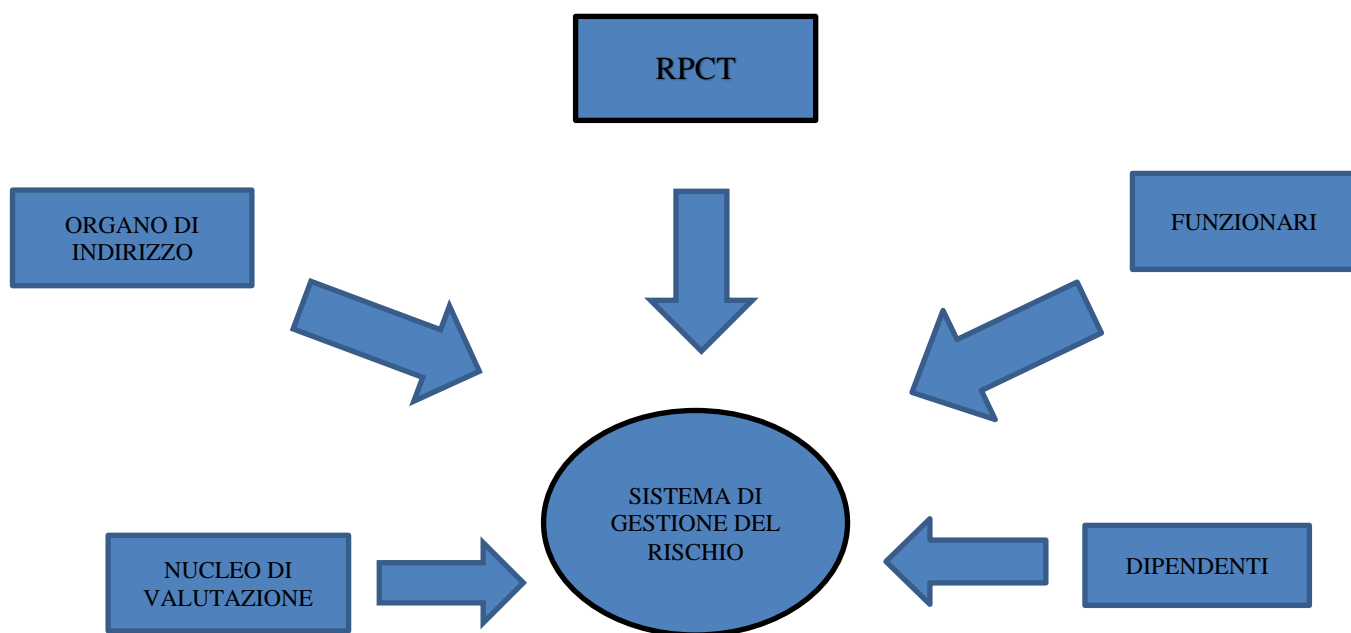 RPCT
ORGANO DI
INDIRIZZO
FUNZIONARI
SISTEMA DI
GESTIONE DEL
RISCHIO
NUCLEO DI
VALUTAZIONE
DIPENDENTI